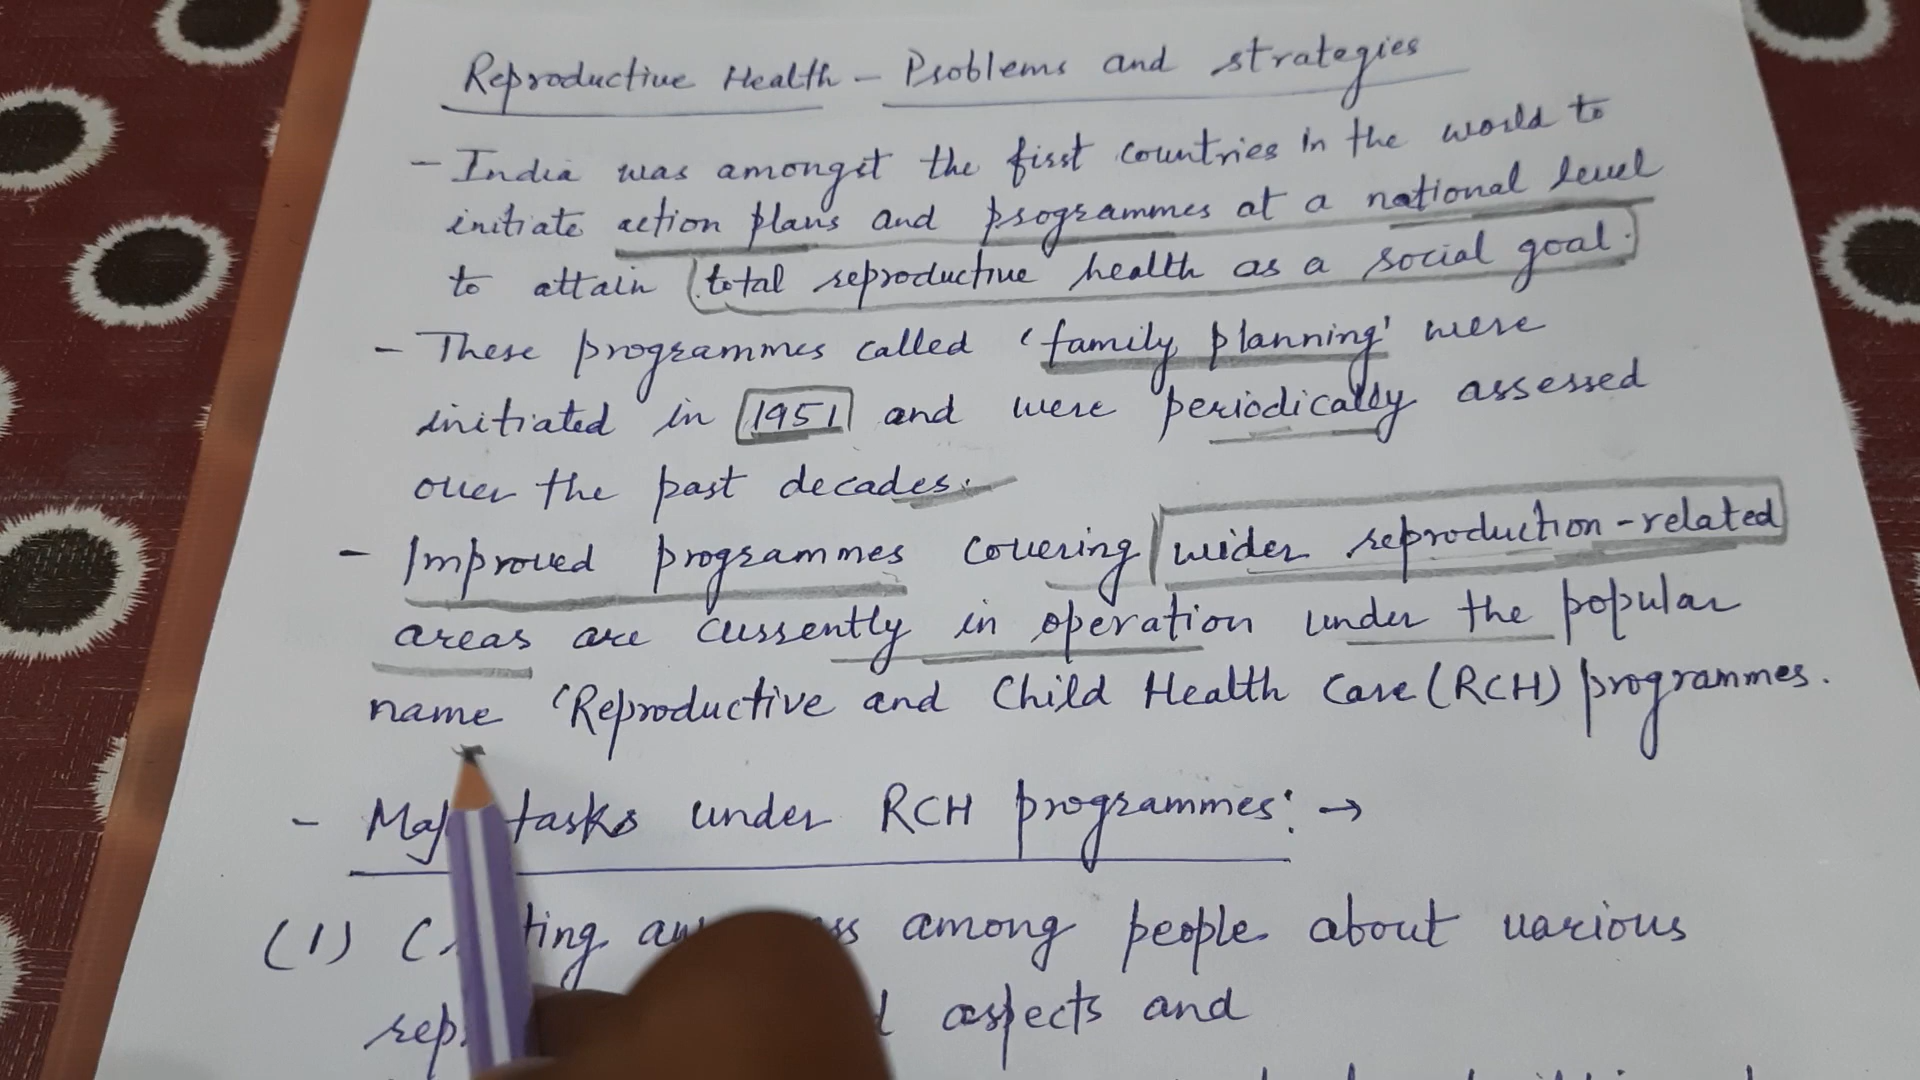 Reproductive Health - Problems and strategies
- India was amongst the first countries in the world to
initiate action plans and programmes at a national level
to attain total reproductive health as a social goal.
- These programmes called 'family planning' were
initiated in 1951 and were periodically assessed
over the past decades.
- Improved programmes covering wider reproduction-related
areas are currently in operation under the popular
name 'Reproductive and Child Health Care (RCH) programmes.
- tasks under RCH programmes: →
(1) among people about various
aspects and